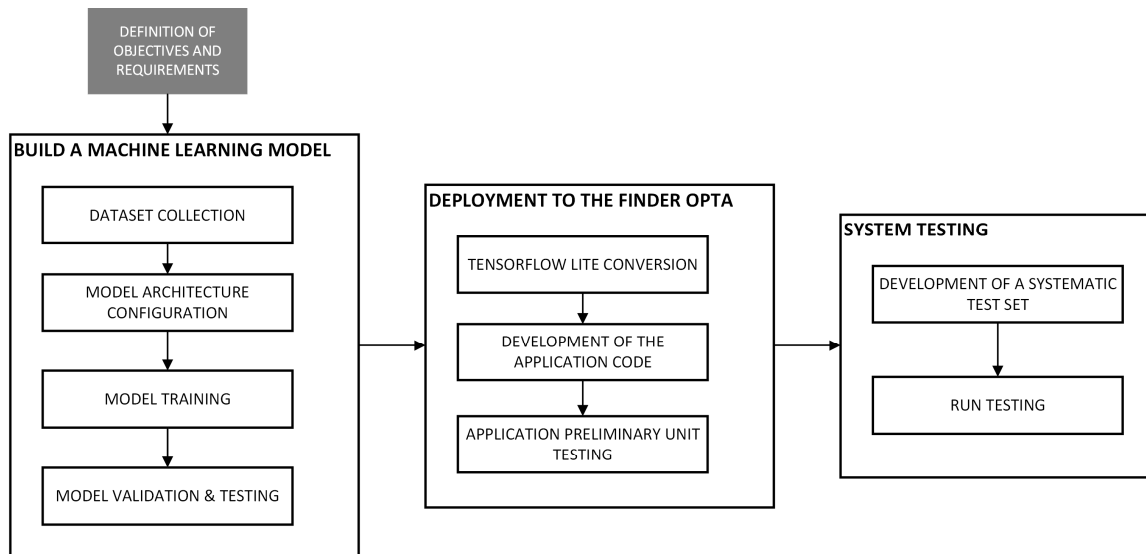 DEFINITION OF
OBJECTIVES AND
REQUIREMENTS
BUILD A MACHINE LEARNING MODEL
DATASET COLLECTION
MODEL ARCHITECTURE
CONFIGURATION
MODEL TRAINING
MODEL VALIDATION & TESTING
DEPLOYMENT TO THE FINDER OPTA
TENSORFLOW LITE CONVERSION
DEVELOPMENT OF THE
APPLICATION CODE
APPLICATION PRELIMINARY UNIT
TESTING
SYSTEM TESTING
DEVELOPMENT OF A SYSTEMATIC
TEST SET
RUN TESTING